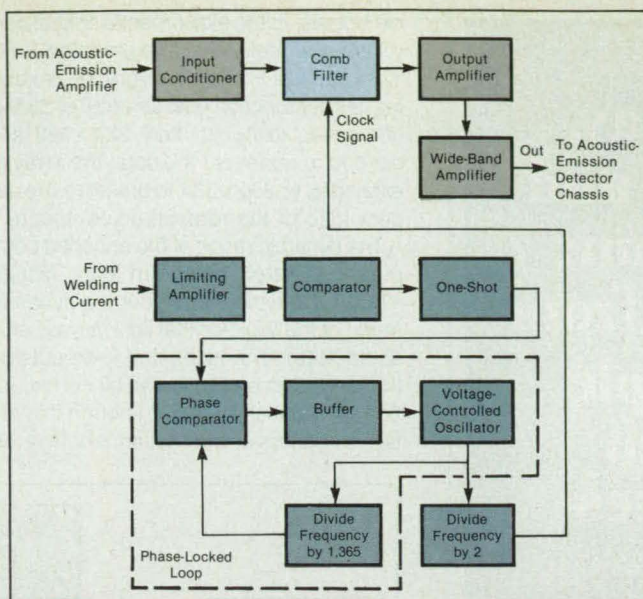 From Acoustic-
Emission
Amplifier
Input
Conditioner
Comb
Filter
Output
Amplifier
Clock
Signal
Wide-Band
Amplifier
Out
To Acoustic-
Emission
Detector
Chassis
From
Welding
Current
Limiting
Amplifier
Comparator
One-Shot
Phase
Comparator
Buffer
Voltage-
Controlled
Oscillator
Divide
Frequency
by 1,365
Divide
Frequency
by 2
Phase-Locked
Loop